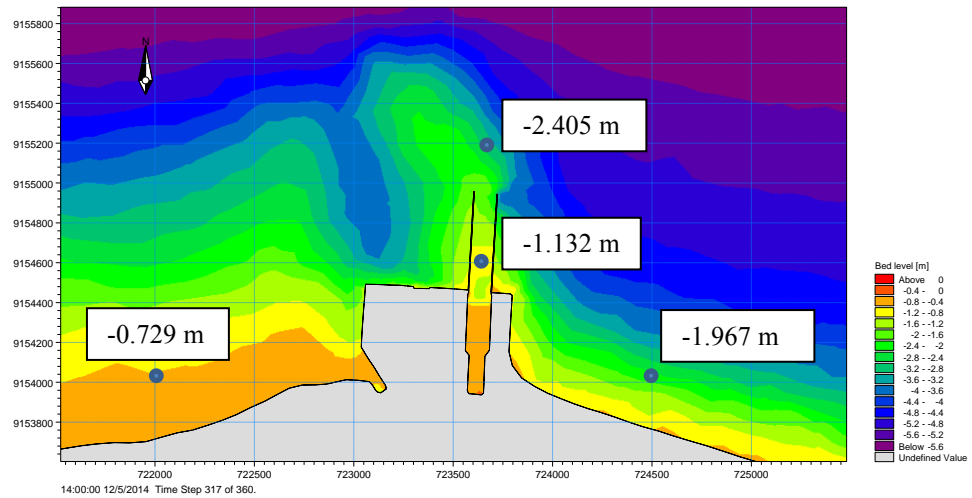 9155800
9155600
9155400
9155200
9155000
9154800
9154600
9154400
9154200
9154000
9153800
N
-2.405 m
-1.132 m
-0.729 m
-1.967 m
722000
722500
723000
723500
724000
724500
725000
14:00:00 12/5/2014 Time Step 317 of 360.
Bed level [m]
Above 0
-0.4 - 0
-0.8 - -0.4
-1.2 - -0.8
-1.6 - -1.2
-2 - -1.6
-2.4 - -2
-2.8 - -2.4
-3.2 - -2.8
-3.6 - -3.2
-4 - -3.6
-4.4 - -4
-4.8 - -4.4
-5.2 - -4.8
-5.6 - -5.2
Below -5.6
Undefined Value